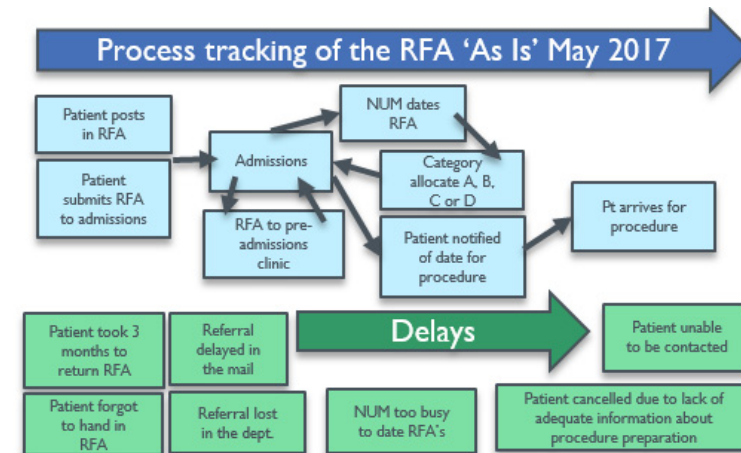 Process tracking of the RFA ‘As Is’ May 2017
Patient posts
in RFA
Patient
submits RFA
to admissions
Admissions
RFA to pre-
admissions
clinic
NUM dates
RFA
Category
allocate A, B,
C or D
Patient notified
of date for
procedure
Pt arrives for
procedure
Delays
Patient took 3
months to
return RFA
Referral
delayed in
the mail
Patient unable
to be contacted
Patient forgot
to hand in
RFA
Referral lost
in the dept.
NUM too busy
to date RFA's
Patient cancelled due to lack of
adequate information about
procedure preparation